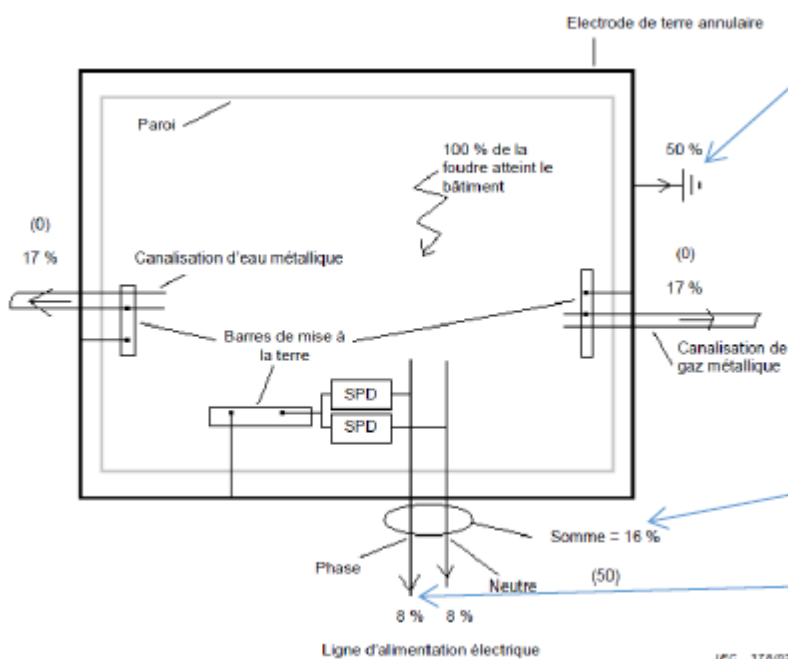 Electrode de terre annulaire
Paroi
100 % de la
foudre atteint le
bâtiment
50 %
(0)
17 %
Canalisation d'eau métallique
(0)
17 %
Barres de mise à
la terre
Canalisation de
gaz métallique
SPD
SPD
Somme = 16 %
Phase
Neutre
(50)
8 %
8 %
Ligne d'alimentation électrique
IEC